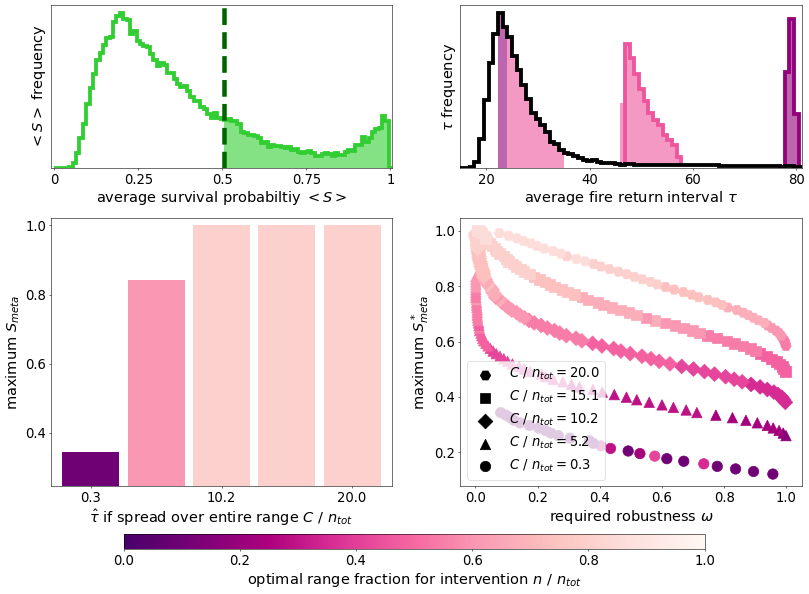 < S > frequency
0 0.25 0.5 0.75 1
average survival probabiltiy < S >
τ frequency
20 40 60 80
average fire return interval τ
maximum S_meta
1.0
0.8
0.6
0.4
0.3 10.2 20.0
τ̂ if spread over entire range C / n_tot
maximum S*_meta
1.0
0.8
0.6
0.4
0.2
C / n_tot = 20.0
C / n_tot = 15.1
C / n_tot = 10.2
C / n_tot = 5.2
C / n_tot = 0.3
0.0 0.2 0.4 0.6 0.8 1.0
required robustness ω
0.0 0.2 0.4 0.6 0.8 1.0
optimal range fraction for intervention n / n_tot